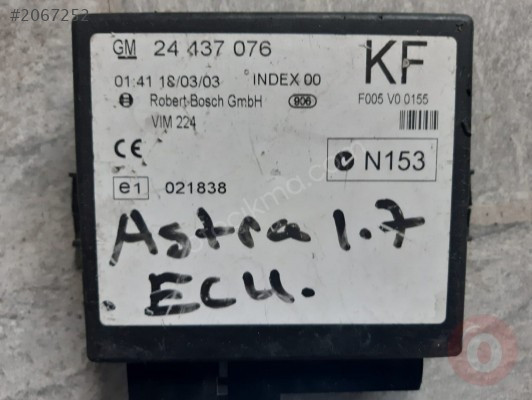 #2067252
GM 24 437 076
KF
01:41 18/03/03 INDEX 00
Robert Bosch GmbH 906
F005 V0 0155
VIM 224
CE
N153
e1 021838
Astra 1.7
ECU.